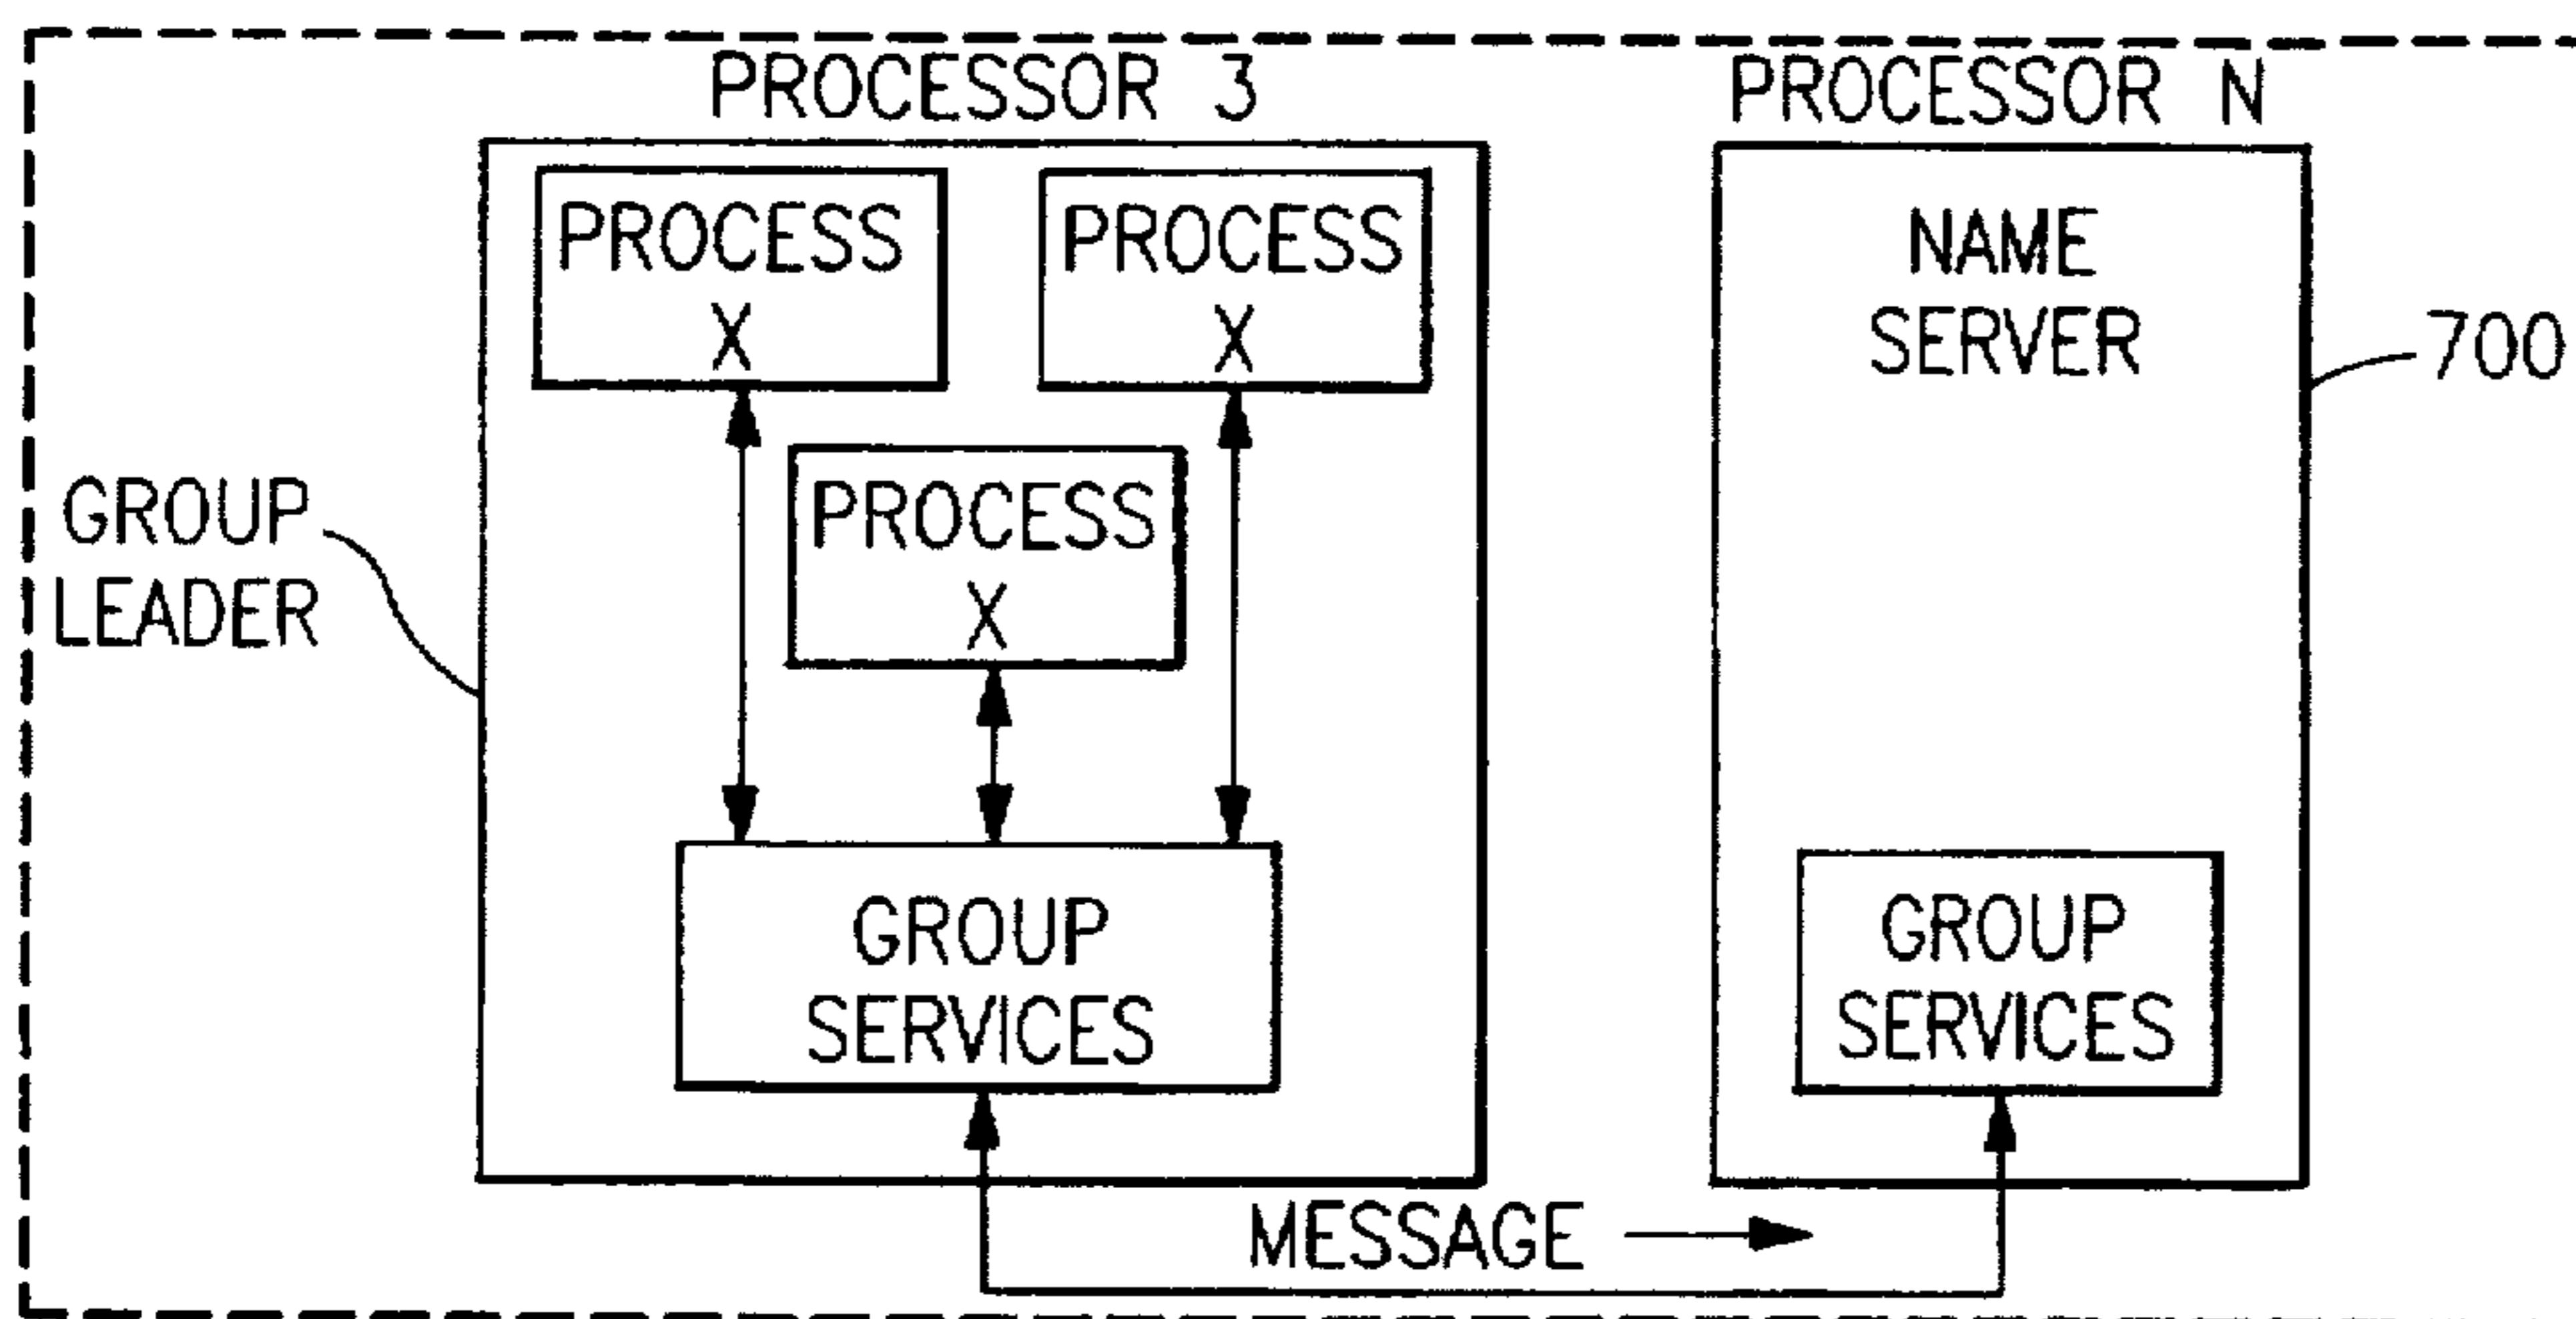 PROCESSOR 3
PROCESSOR N
PROCESS
X
PROCESS
X
NAME
SERVER
700
GROUP
LEADER
PROCESS
X
GROUP
SERVICES
GROUP
SERVICES
MESSAGE